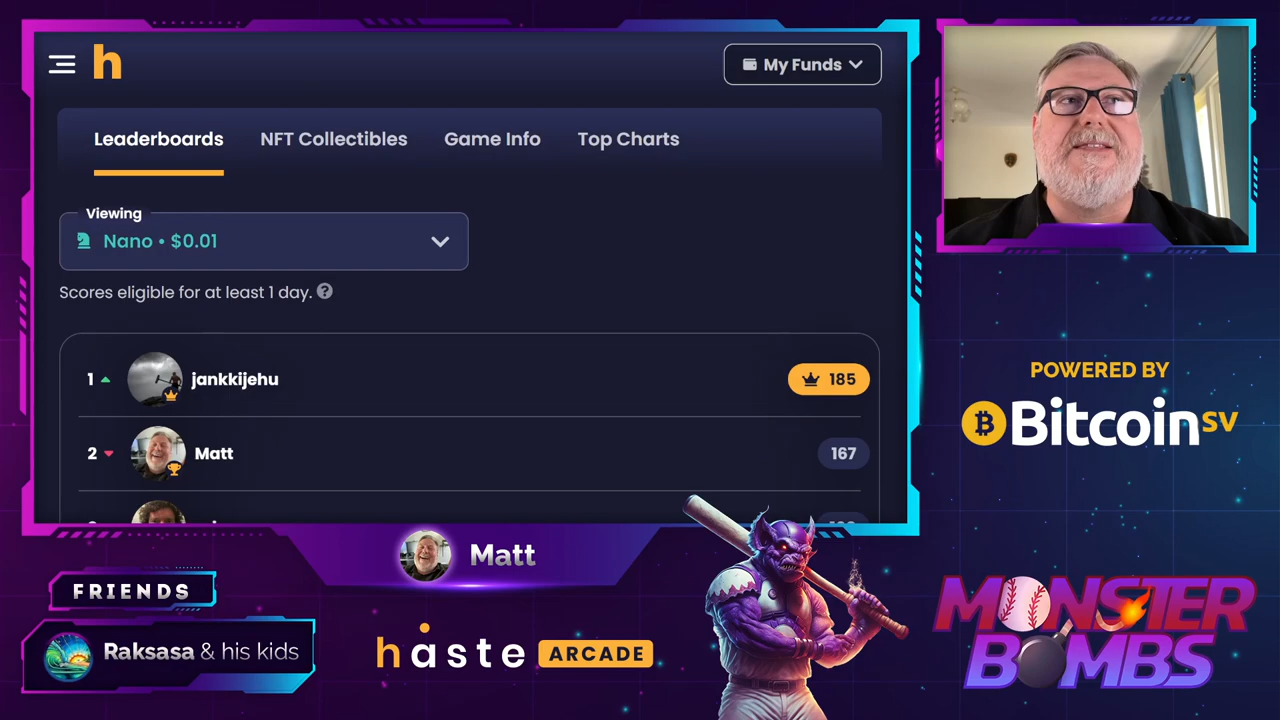 h
My Funds
Leaderboards NFT Collectibles Game Info Top Charts
Viewing
Nano • $0.01
Scores eligible for at least 1 day. ?
1 jankkijehu 185
2 Matt 167
Matt
FRIENDS
Raksasa & his kids
haste ARCADE
POWERED BY
BitcoinSV
MONSTER
BOMBS